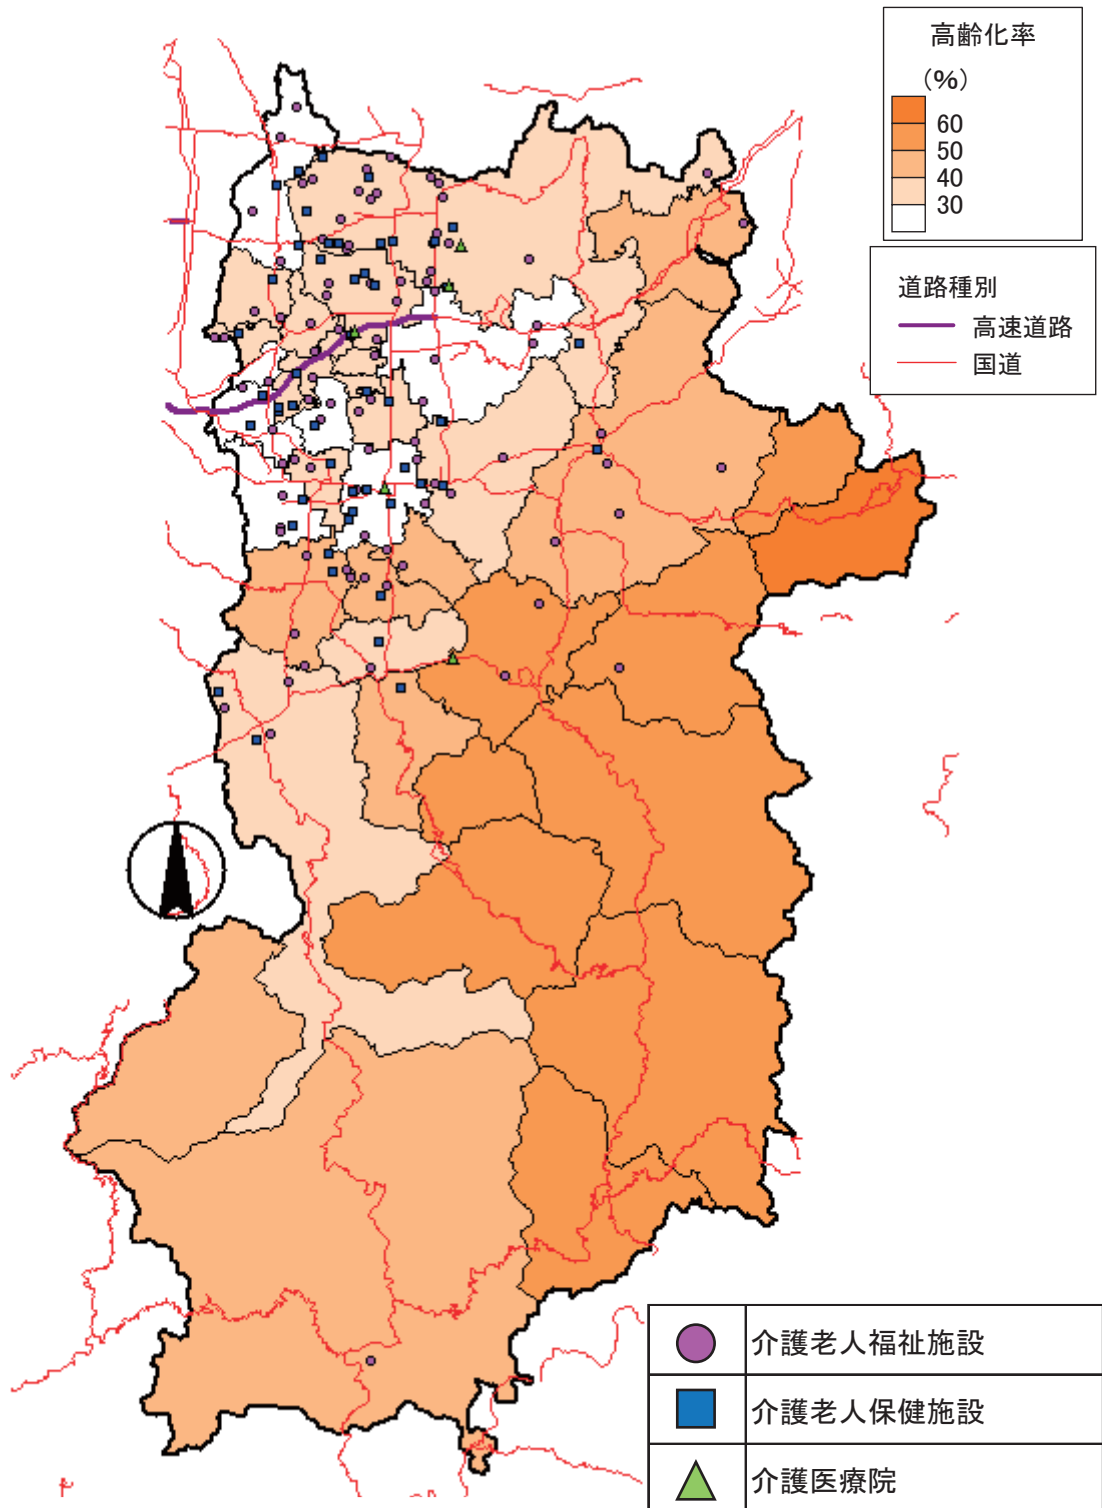 高齢化率
(%)
60
50
40
30
道路種別
高速道路
国道
介護老人福祉施設
介護老人保健施設
介護医療院